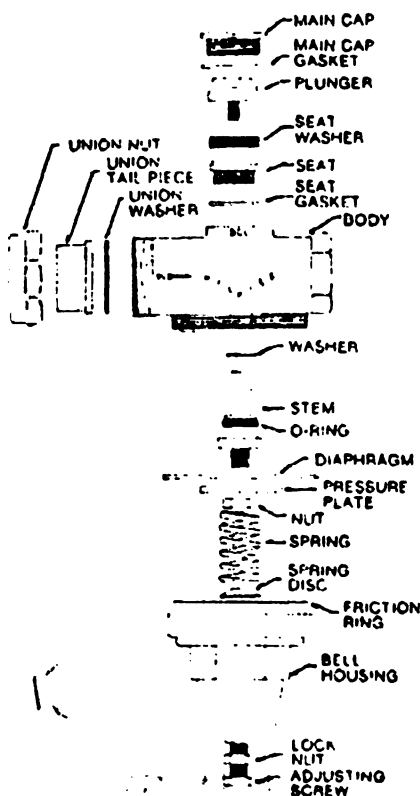 MAIN CAP
MAIN CAP
GASKET
PLUNGER
SEAT
WASHER
SEAT
SEAT
GASKET
BODY
UNION NUT
UNION
TAIL PIECE
UNION
WASHER
WASHER
STEM
O-RING
DIAPHRAGM
PRESSURE
PLATE
NUT
SPRING
SPRING
DISC
FRICTION
RING
BELL
HOUSING
LOCK
NUT
ADJUSTING
SCREW